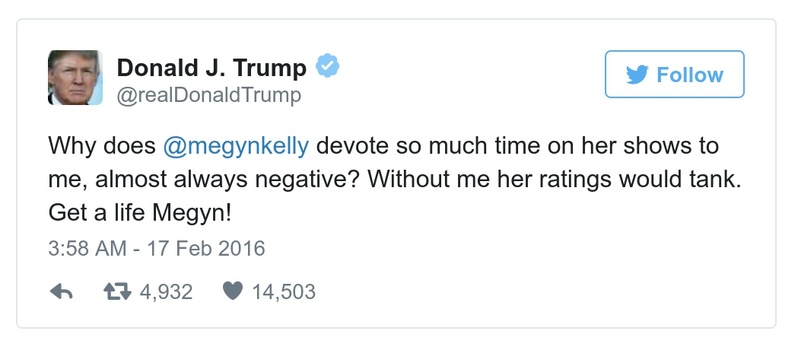 Donald J. Trump
Follow
@realDonaldTrump
Why does @megynkelly devote so much time on her shows to
me, almost always negative? Without me her ratings would tank.
Get a life Megyn!
3:58 AM - 17 Feb 2016
4,932 14,503